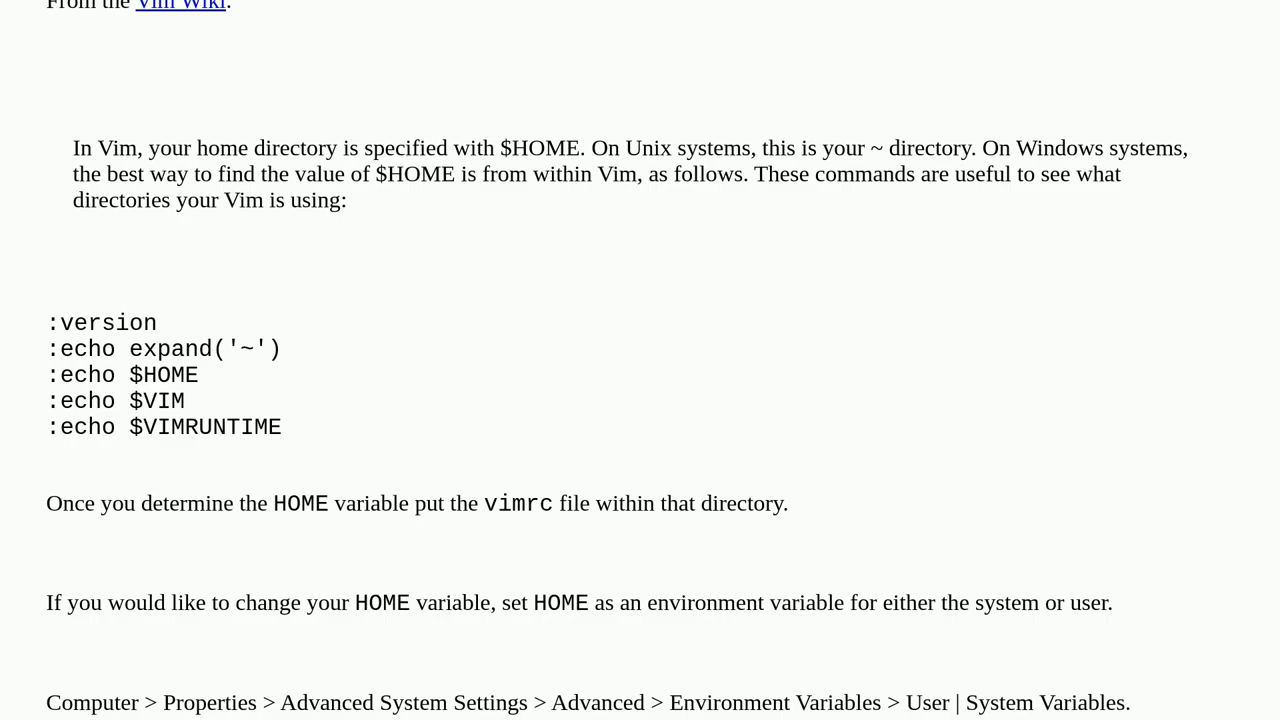 From the Vim Wiki.
In Vim, your home directory is specified with $HOME. On Unix systems, this is your ~ directory. On Windows systems,
the best way to find the value of $HOME is from within Vim, as follows. These commands are useful to see what
directories your Vim is using:
:version
:echo expand('~')
:echo $HOME
:echo $VIM
:echo $VIMRUNTIME
Once you determine the HOME variable put the vimrc file within that directory.
If you would like to change your HOME variable, set HOME as an environment variable for either the system or user.
Computer > Properties > Advanced System Settings > Advanced > Environment Variables > User | System Variables.